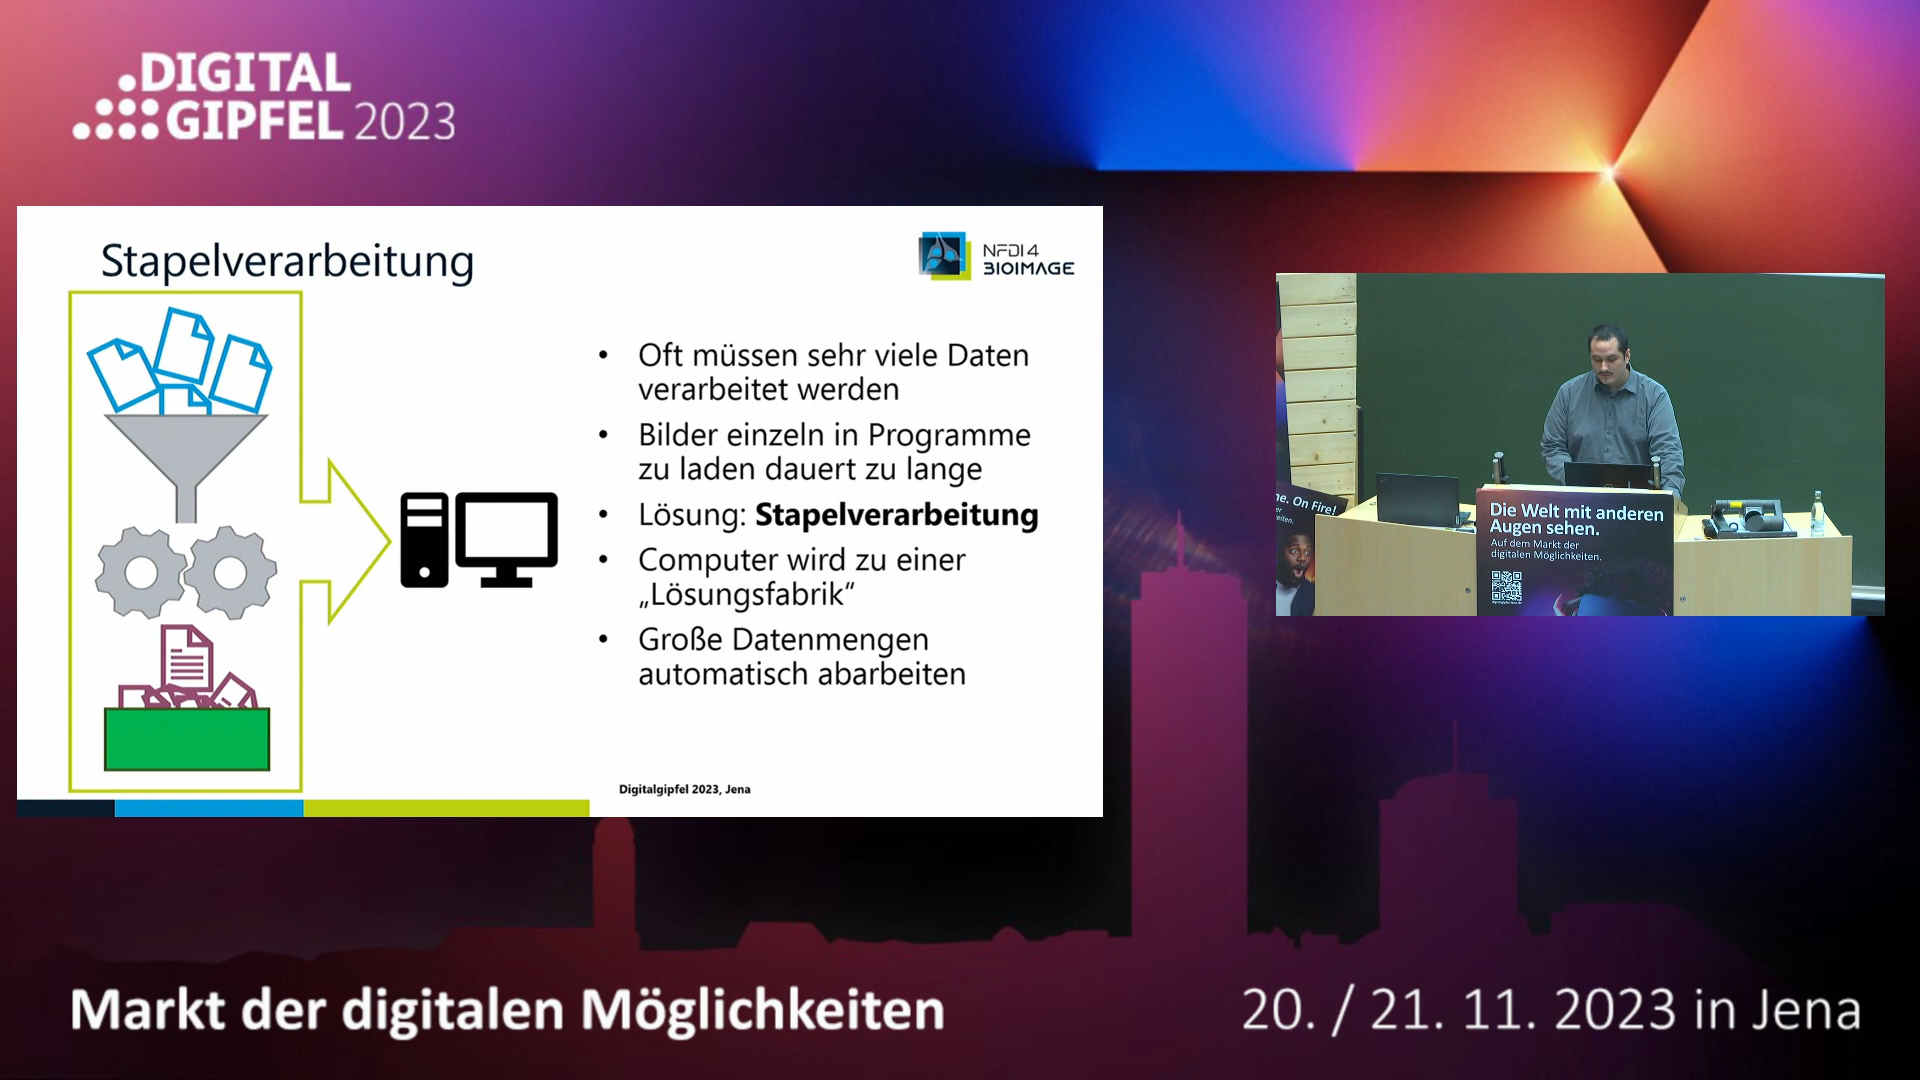 DIGITAL
GIPFEL 2023
Stapelverarbeitung
NFDI4
BIOIMAGE
• Oft müssen sehr viele Daten
verarbeitet werden
• Bilder einzeln in Programme
zu laden dauert zu lange
• Lösung: Stapelverarbeitung
• Computer wird zu einer
„Lösungsfabrik“
• Große Datenmengen
automatisch abarbeiten
Digitalgipfel 2023, Jena
On Fire!
Die Welt mit anderen
Augen sehen.
Auf dem Markt der
digitalen Möglichkeiten.
Markt der digitalen Möglichkeiten
20. / 21. 11. 2023 in Jena